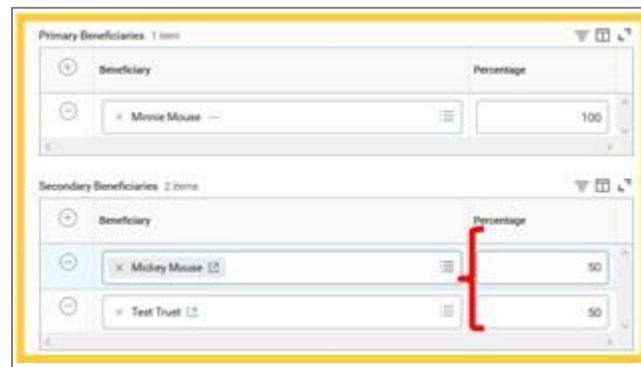 Primary Beneficiaries 1 item
Beneficiary Percentage
Minnie Mouse 100
Secondary Beneficiaries 2 items
Beneficiary Percentage
Mickey Mouse 50
Test Trust 50